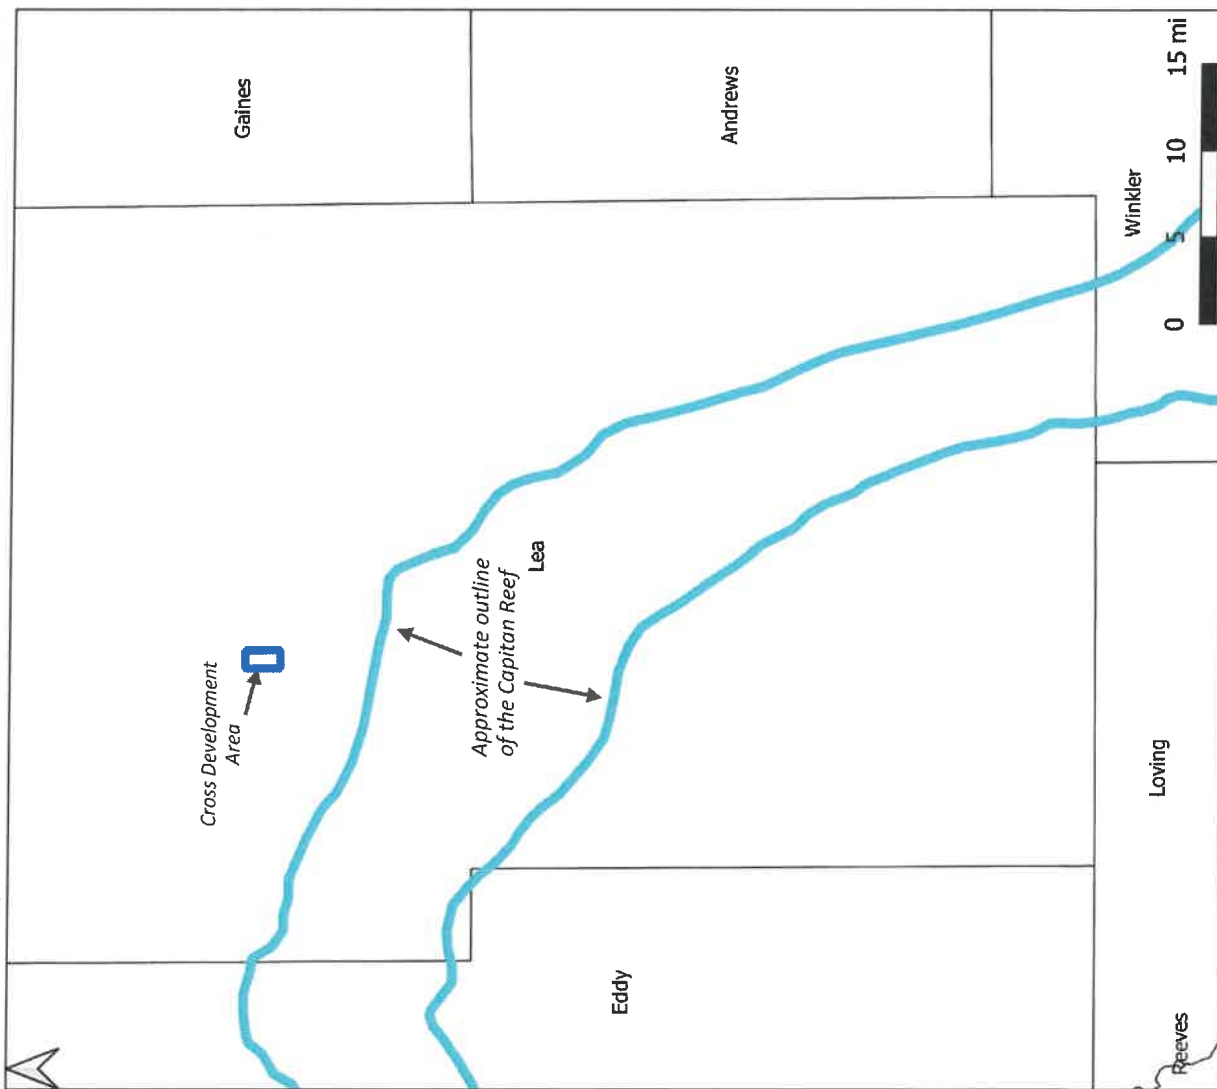 Gaines
Andrews
Cross Development
Area
Approximate outline
of the Capitan Reef
Lea
Eddy
Winkler
Loving
Reeves
0 5 10 15 mi